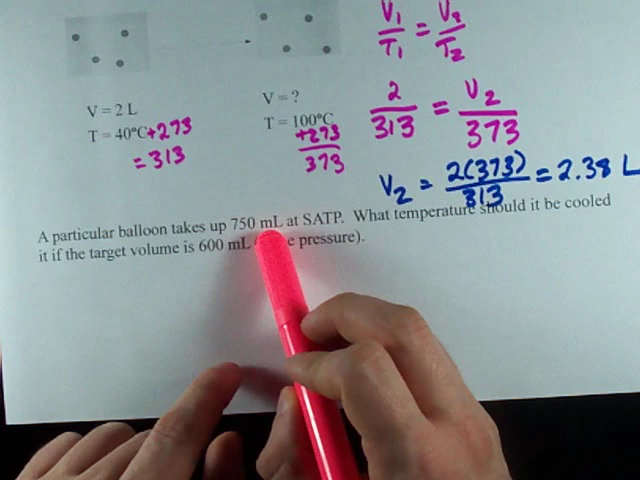 V₁/T₁ = V₂/T₂
V = 2 L
T = 40°C +273
= 313
V = ?
T = 100°C
+273
373
2/313 = V₂/373
V₂ = 2(373)/313 = 2.38 L
A particular balloon takes up 750 mL at SATP. What temperature should it be cooled
it if the target volume is 600 mL pressure).